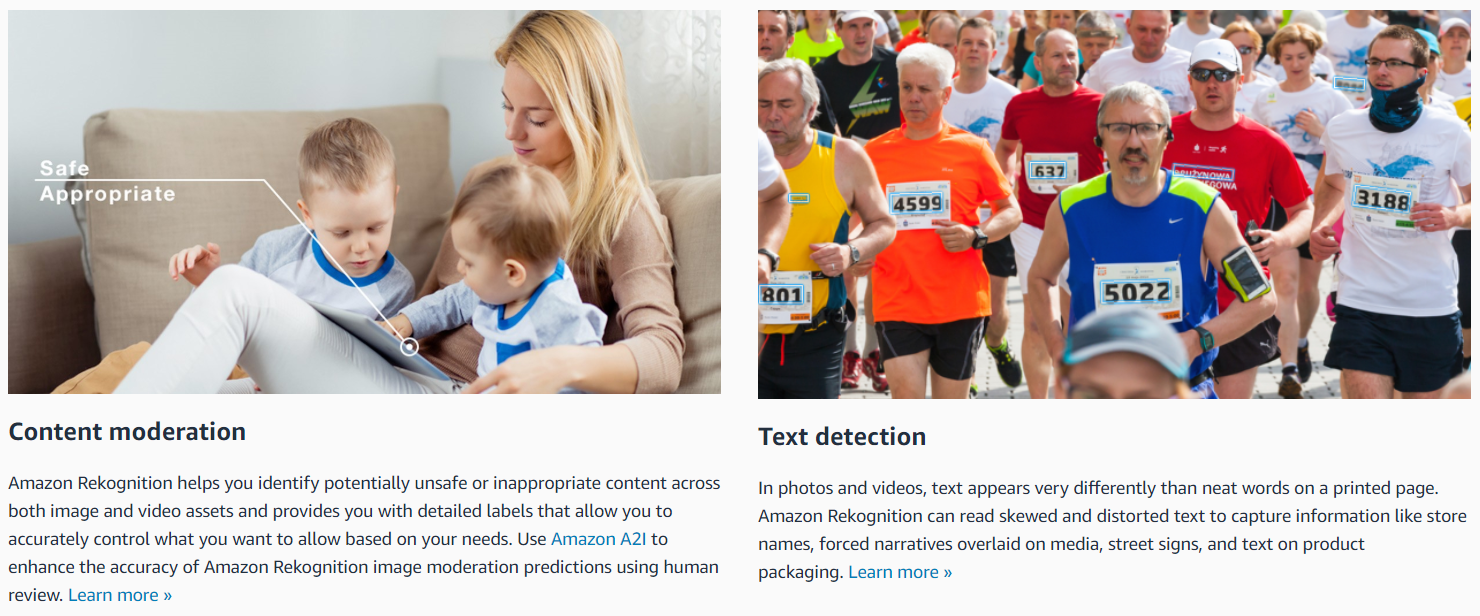 Safe
Appropriate
Content moderation
Amazon Rekognition helps you identify potentially unsafe or inappropriate content across
both image and video assets and provides you with detailed labels that allow you to
accurately control what you want to allow based on your needs. Use Amazon A2I to
enhance the accuracy of Amazon Rekognition image moderation predictions using human
review. Learn more »
801
4599
637
5022
3188
Text detection
In photos and videos, text appears very differently than neat words on a printed page.
Amazon Rekognition can read skewed and distorted text to capture information like store
names, forced narratives overlaid on media, street signs, and text on product
packaging. Learn more »